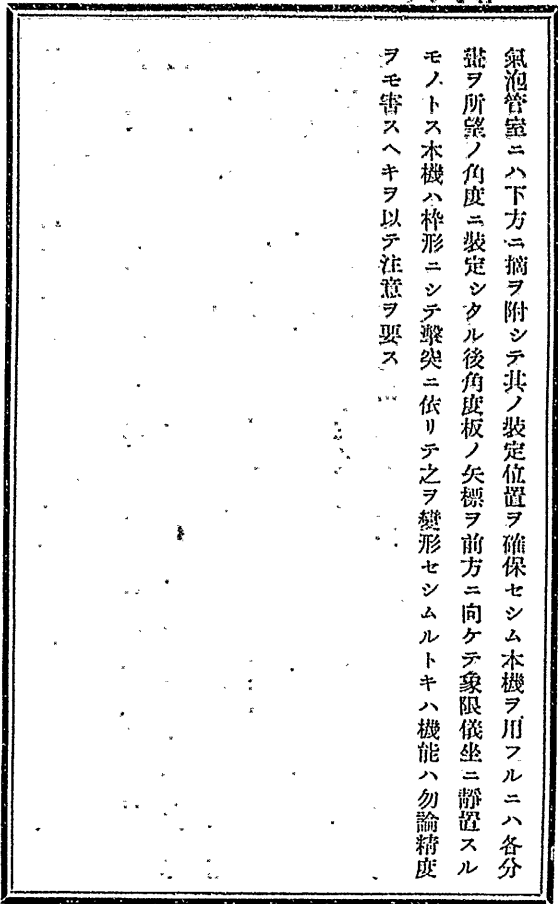 氣泡管室ニハ下方ニ摘ヲ附シテ其ノ裝定位置ヲ確保セシム本機ヲ用フルニハ各分
畫ヲ所望ノ角度ニ裝定シタル後角度板ノ矢標ヲ前方ニ向ケテ象限儀坐ニ靜置スル
モノトス本機ハ枠形ニシテ擊突ニ依リテ之ヲ變形セシムルトキハ機能ハ勿論精度
ヲモ害スヘキヲ以テ注意ヲ要ス